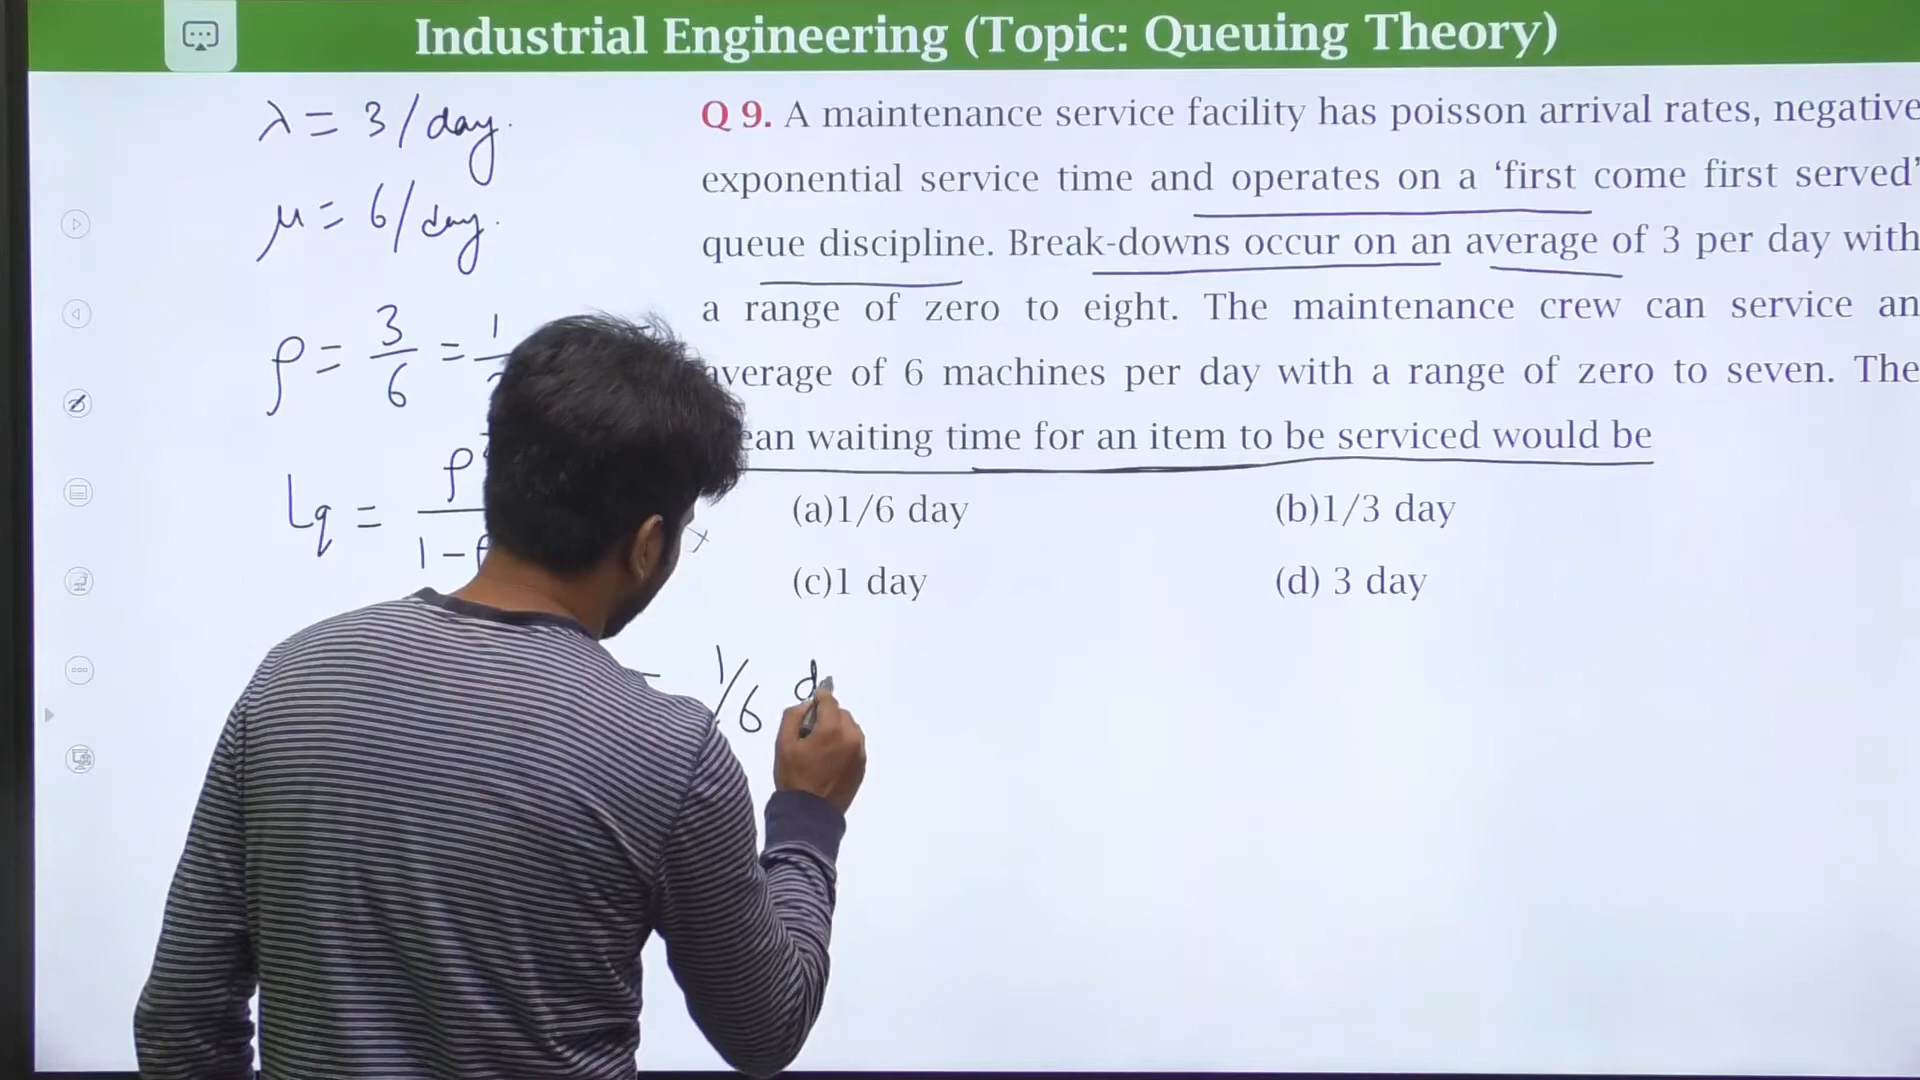 Industrial Engineering (Topic: Queuing Theory)
λ = 3/day.
μ = 6/day.
ρ = 3/6 = 1
Lq = ρ
1 -
1/6 d
Q 9. A maintenance service facility has poisson arrival rates, negative
exponential service time and operates on a ‘first come first served’
queue discipline. Break-downs occur on an average of 3 per day with
a range of zero to eight. The maintenance crew can service an
average of 6 machines per day with a range of zero to seven. The
ean waiting time for an item to be serviced would be
(a)1/6 day (b)1/3 day
(c)1 day (d) 3 day